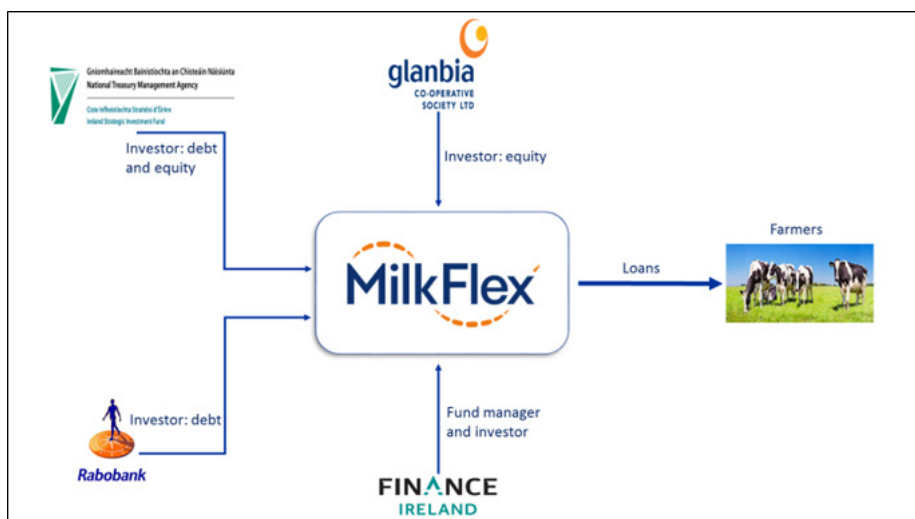 Gníomhaireacht Bainistíochta an Chisteáin Náisiúnta
National Treasury Management Agency
Ciste Infheistíochta Straitéisí d'Éirinn
Ireland Strategic Investment Fund
Investor: debt
and equity
glanbia
CO-OPERATIVE
SOCIETY LTD
Investor: equity
MilkFlex
Farmers
Loans
Investor: debt
Rabobank
Fund manager
and investor
FINANCE
IRELAND